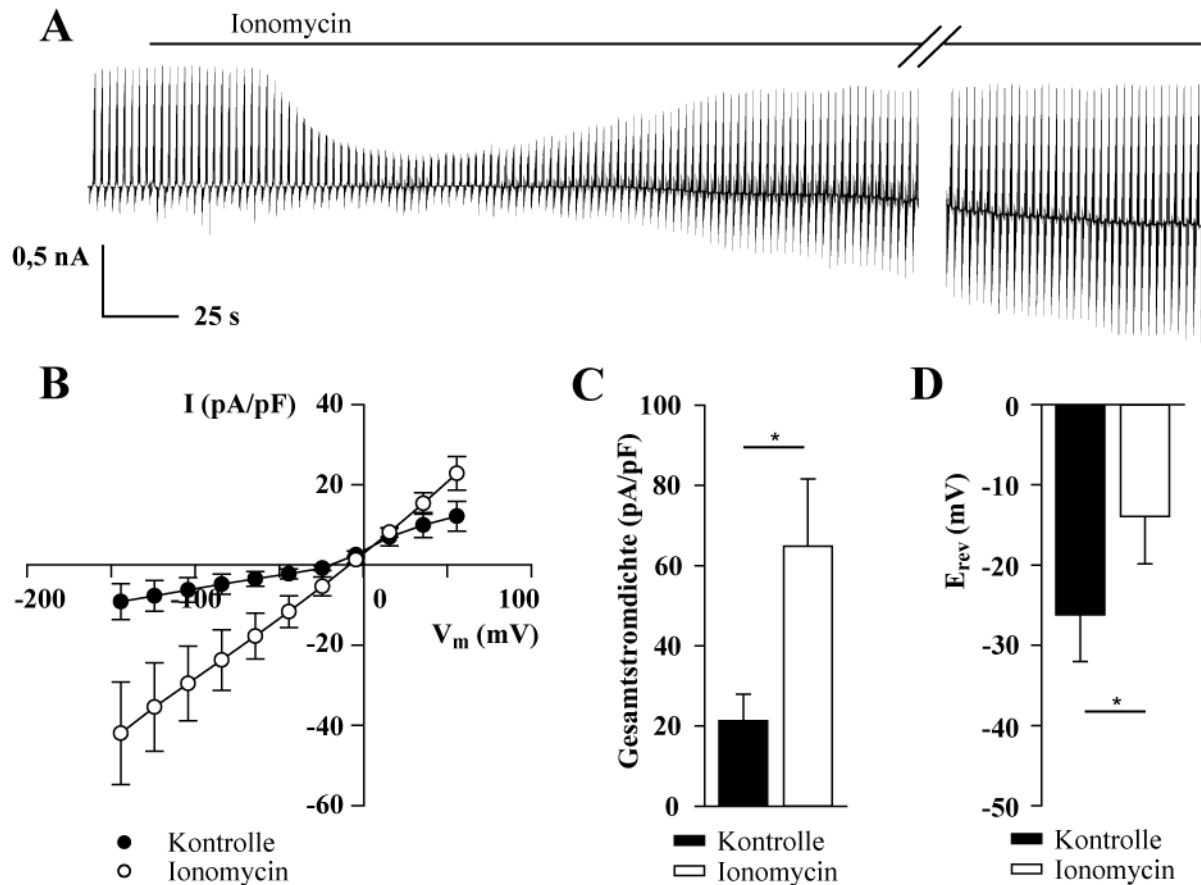 A
Ionomycin
0,5 nA
25 s
B
I (pA/pF)
40
20
-20
-40
-60
-200
-100
0
100
Vm (mV)
Kontrolle
Ionomycin
C
Gesamtstromdichte (pA/pF)
100
80
60
40
20
0
*
Kontrolle
Ionomycin
D
Erev (mV)
0
-10
-20
-30
-40
-50
*
Kontrolle
Ionomycin